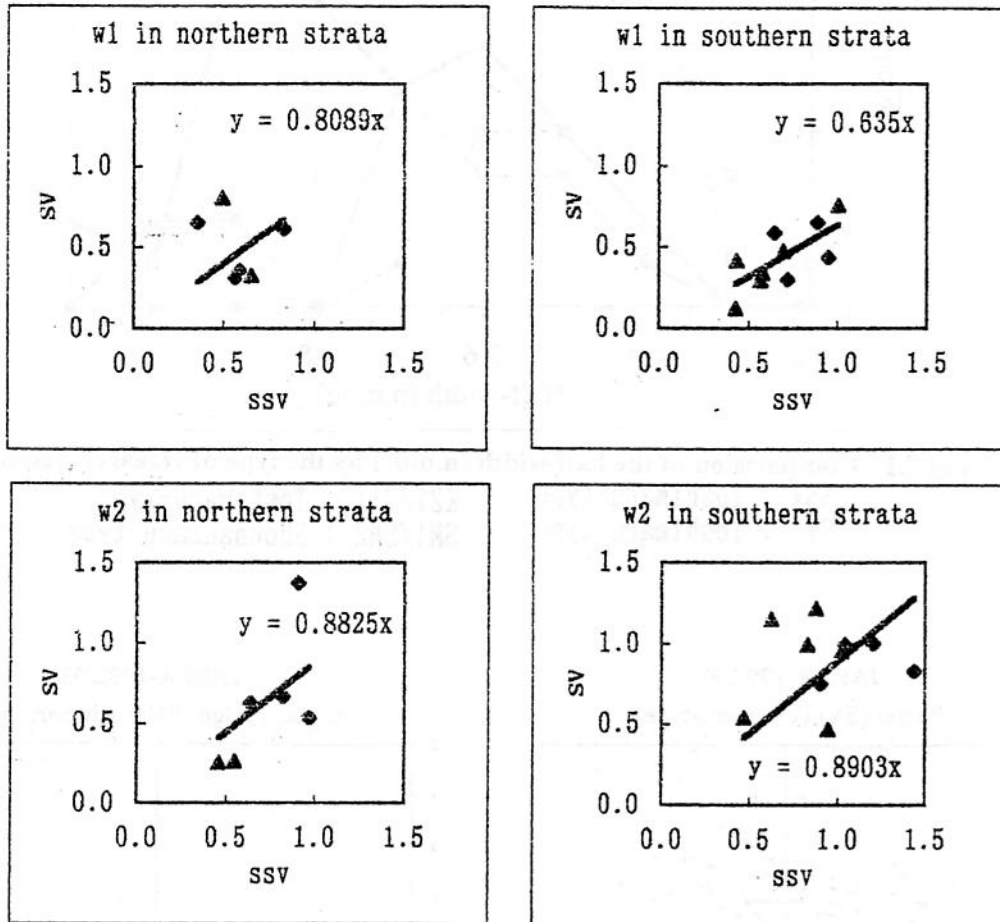 w1 in northern strata
1.5
y = 0.8089x
1.0
SV
0.5
0.0
0.0 0.5 1.0 1.5
SSV
w1 in southern strata
1.5
y = 0.635x
1.0
SV
0.5
0.0
0.0 0.5 1.0 1.5
SSV
w2 in northern strata
1.5
y = 0.8825x
1.0
SV
0.5
0.0
0.0 0.5 1.0 1.5
SSV
w2 in southern strata
1.5
1.0
SV
0.5
y = 0.8903x
0.0
0.0 0.5 1.0 1.5
SSV